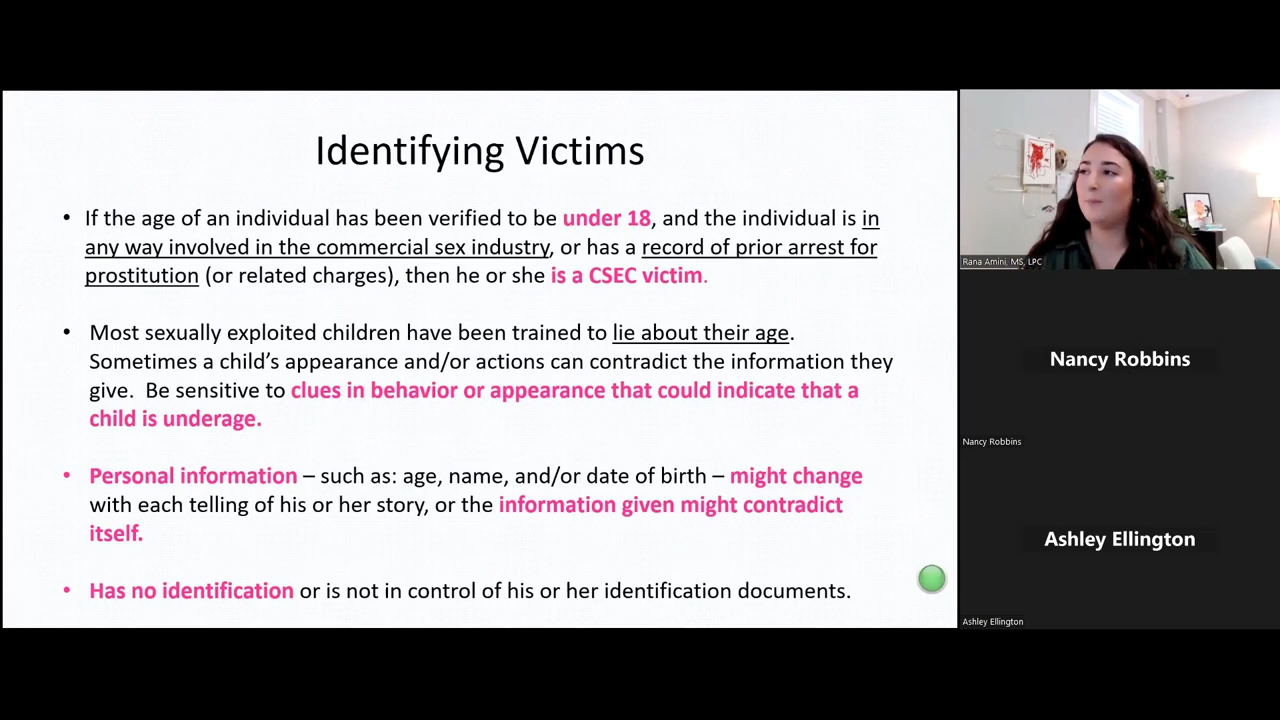 Identifying Victims
• If the age of an individual has been verified to be under 18, and the individual is in
any way involved in the commercial sex industry, or has a record of prior arrest for
prostitution (or related charges), then he or she is a CSEC victim.
• Most sexually exploited children have been trained to lie about their age.
Sometimes a child's appearance and/or actions can contradict the information they
give. Be sensitive to clues in behavior or appearance that could indicate that a
child is underage.
• Personal information – such as: age, name, and/or date of birth – might change
with each telling of his or her story, or the information given might contradict
itself.
• Has no identification or is not in control of his or her identification documents.
Rana Amini, MS, LPC
Nancy Robbins
Nancy Robbins
Ashley Ellington
Ashley Ellington